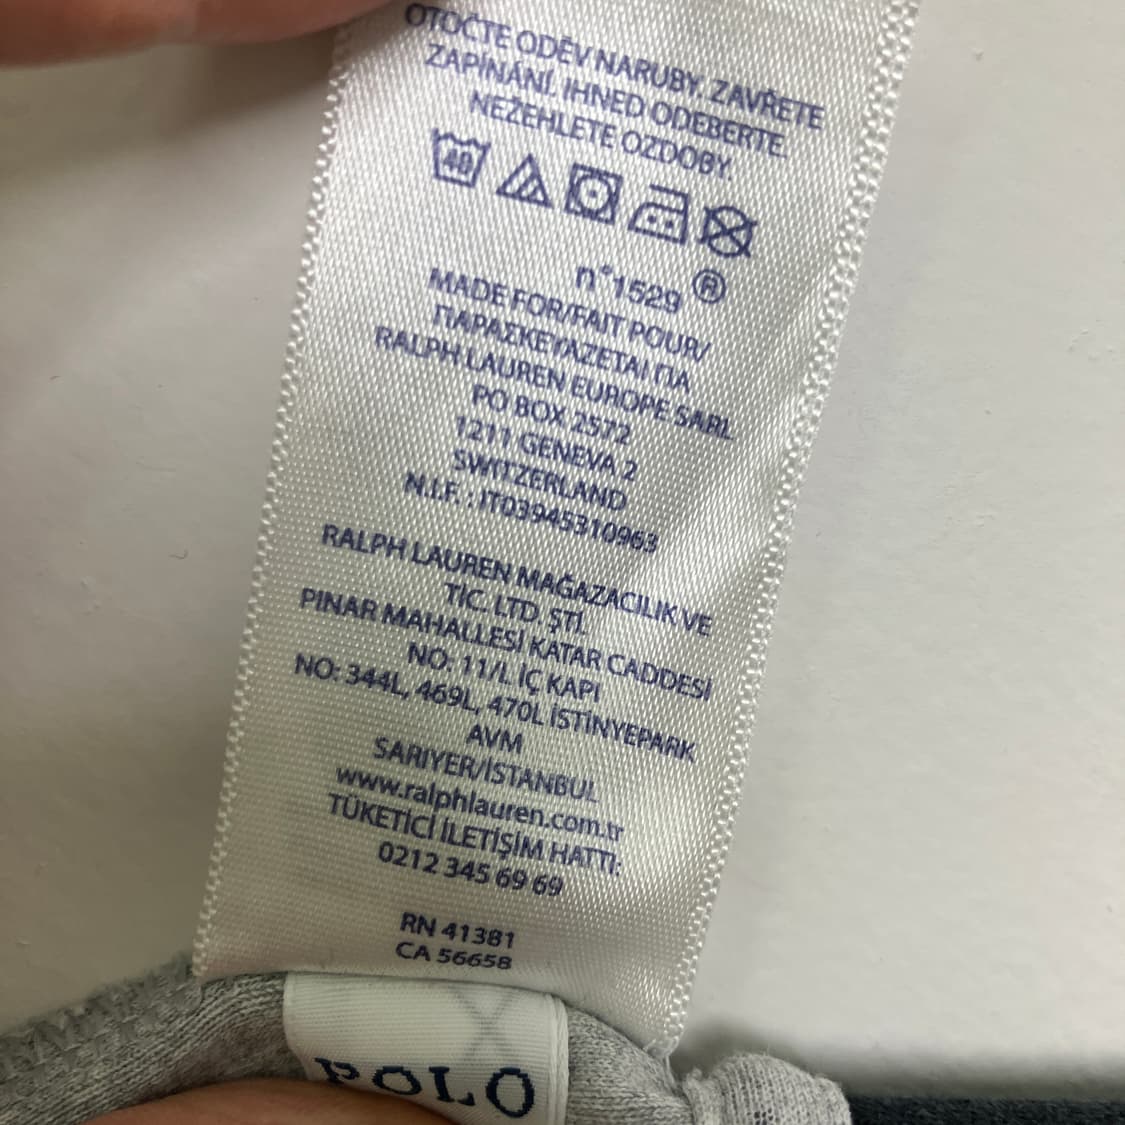 OTOČTE ODĚV NARUBY. ZAVŘETE
ZAPÍNÁNÍ. IHNED ODEBERTE.
NEŽEHLETE OZDOBY.
40
n°1529 ®
MADE FOR/FAIT POUR/
ΠΑΡΑΣΚΕΥΑΖΕΤΑΙ ΓΙΑ
RALPH LAUREN EUROPE SARL
PO BOX 2572
1211 GENEVA 2
SWITZERLAND
N.I.F. : IT03945310963
RALPH LAUREN MAĞAZACILIK VE
TİC. LTD. ŞTİ.
PINAR MAHALLESİ KATAR CADDESİ
NO: 11/L İÇ KAPI
NO: 344L, 469L, 470L İSTİNYEPARK
AVM
SARIYER/İSTANBUL
www.ralphlauren.com.tr
TÜKETİCİ İLETİŞİM HATTI:
0212 345 69 69
RN 41381
CA 56658
POLO